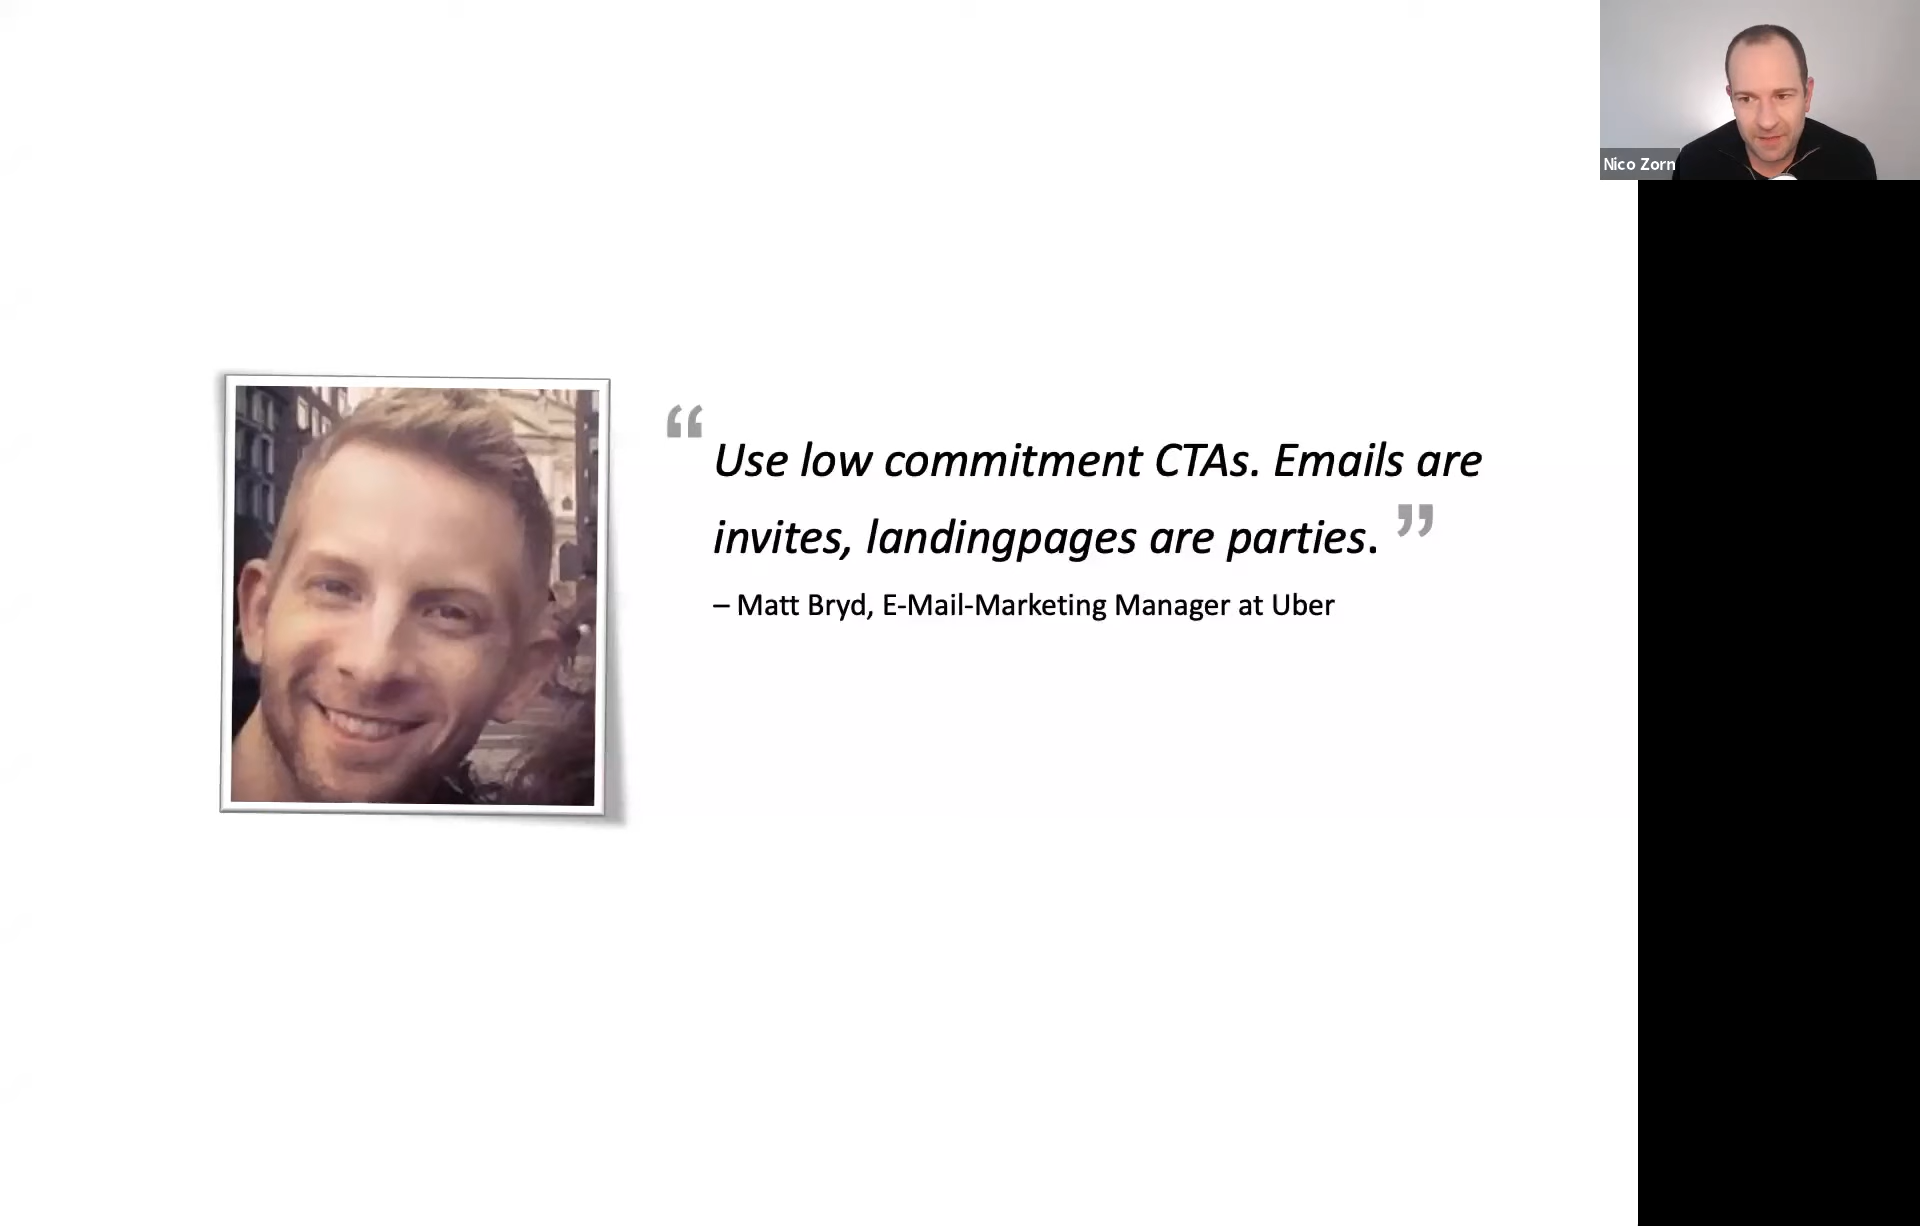 Nico Zorn
“Use low commitment CTAs. Emails are
invites, landingpages are parties.”
– Matt Bryd, E-Mail-Marketing Manager at Uber